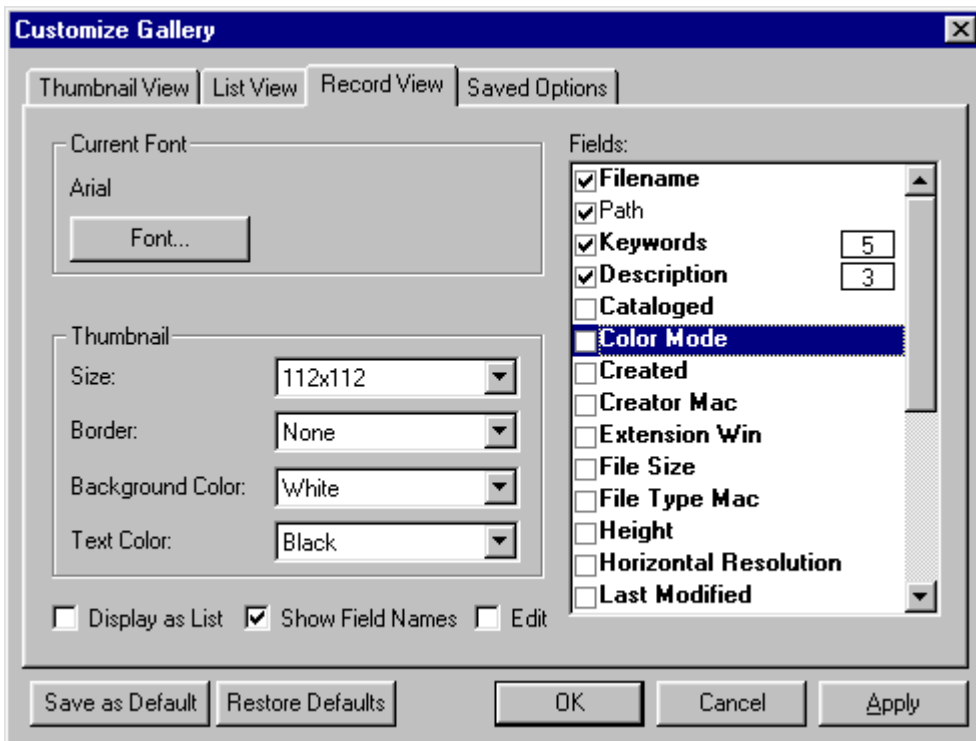 Customize Gallery
Thumbnail View List View Record View Saved Options
Current Font
Arial
Font...
Thumbnail
Size: 112x112
Border: None
Background Color: White
Text Color: Black
Display as List Show Field Names Edit
Fields:
Filename
Path
Keywords 5
Description 3
Cataloged
Color Mode
Created
Creator Mac
Extension Win
File Size
File Type Mac
Height
Horizontal Resolution
Last Modified
Save as Default Restore Defaults OK Cancel Apply